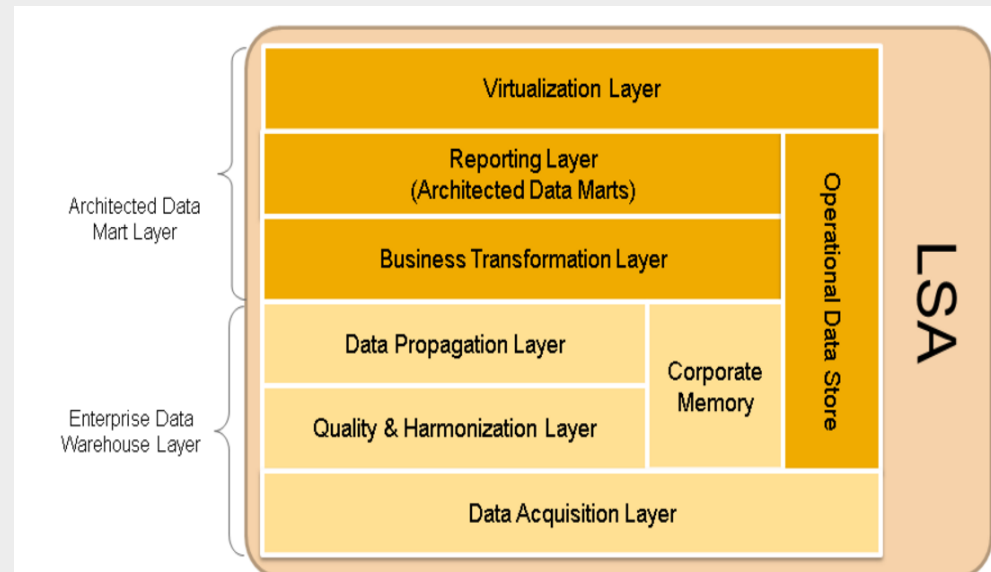 Virtualization Layer
Reporting Layer
(Architected Data Marts)
Business Transformation Layer
Operational Data Store
LSA
Architected Data
Mart Layer
Data Propagation Layer
Corporate
Memory
Quality & Harmonization Layer
Enterprise Data
Warehouse Layer
Data Acquisition Layer